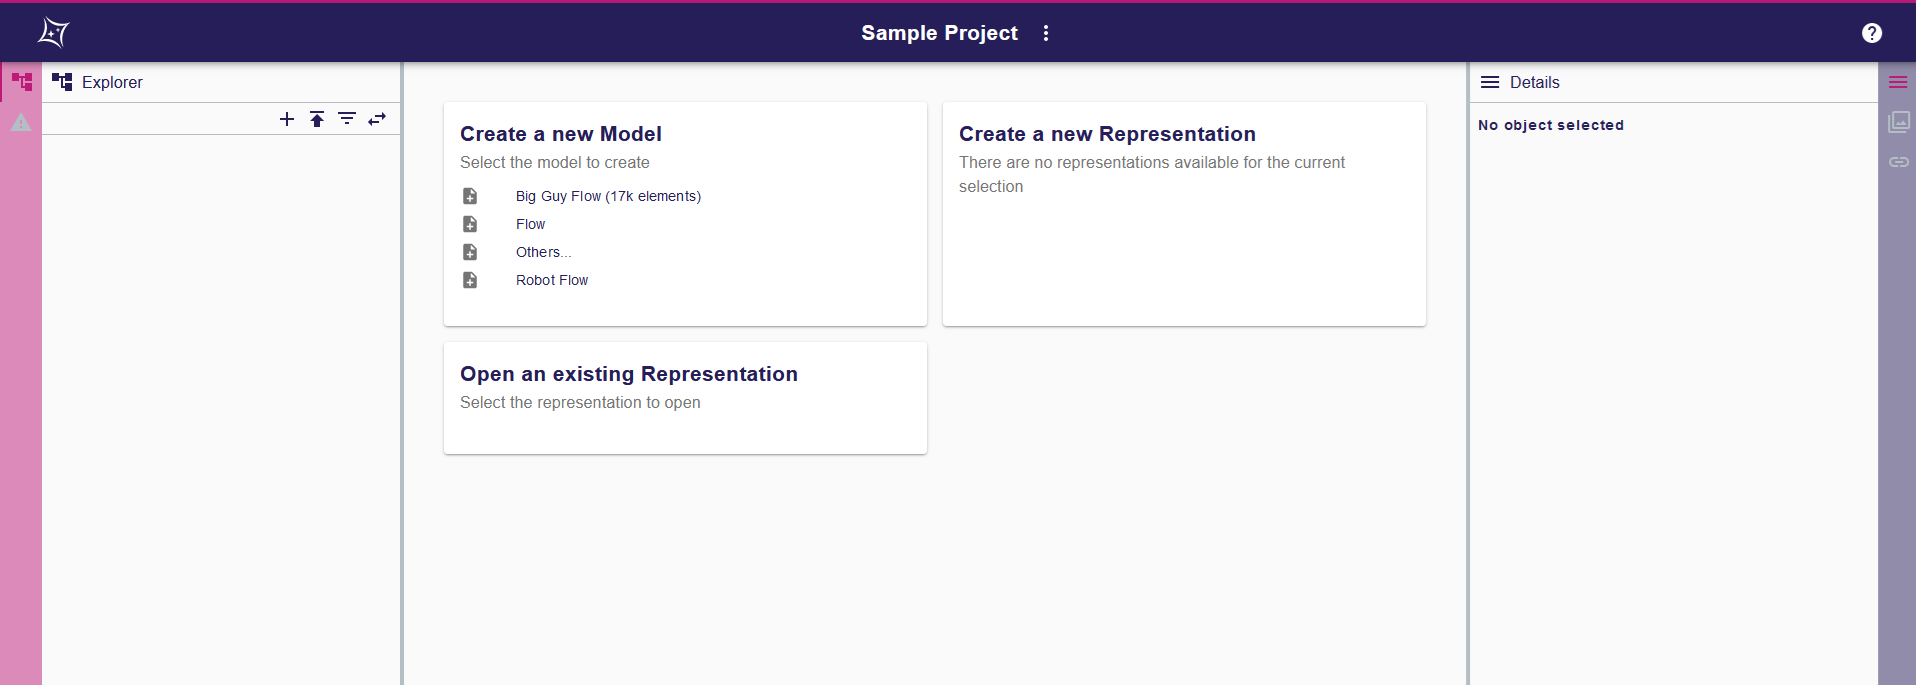 Sample Project
Explorer
Create a new Model
Select the model to create
Big Guy Flow (17k elements)
Flow
Others...
Robot Flow
Create a new Representation
There are no representations available for the current
selection
Open an existing Representation
Select the representation to open
Details
No object selected